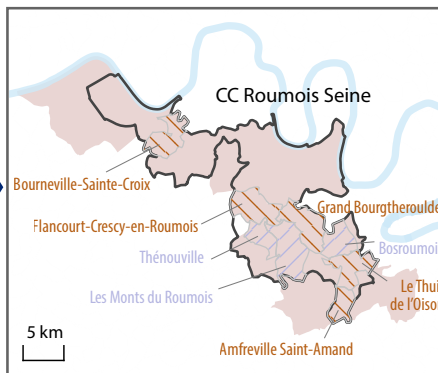 CC Roumois Seine
Bourneville-Sainte-Croix
Flancourt-Crescy-en-Roumois
Grand Bourgtheroulde
Thénouville
Bosroumoi
Les Monts du Roumois
Le Thui
de l'Oison
5 km
Amfreville Saint-Amand